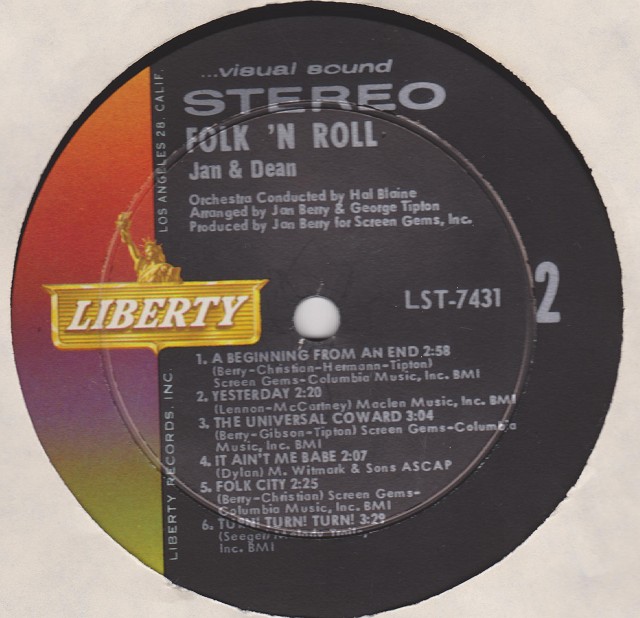 ...visual sound
STEREO
FOLK 'N ROLL
Jan & Dean
Orchestra Conducted by Hal Blaine
Arranged by Jan Berry & George Tipton
Produced by Jan Berry for Screen Gems, Inc.
LIBERTY
LST-7431
2
1. A BEGINNING FROM AN END 2:58
(Berry-Christian-Hermann-Tipton)
Screen Gems-Columbia Music, Inc. BMI
2. YESTERDAY 2:20
(Lennon-McCartney) Maclen Music, Inc. BMI
3. THE UNIVERSAL COWARD 3:04
(Berry-Gibson-Tipton) Screen Gems-Columbia
Music, Inc. BMI
4. IT AIN'T ME BABE 2:07
(Dylan) M. Witmark & Sons ASCAP
5. FOLK CITY 2:25
(Berry-Christian) Screen Gems-
Columbia Music, Inc. BMI
6. TURN! TURN! TURN! 3:29
(Seeger) Melody Trails,
Inc. BMI
LIBERTY RECORDS, INC.
LOS ANGELES 28, CALIF.